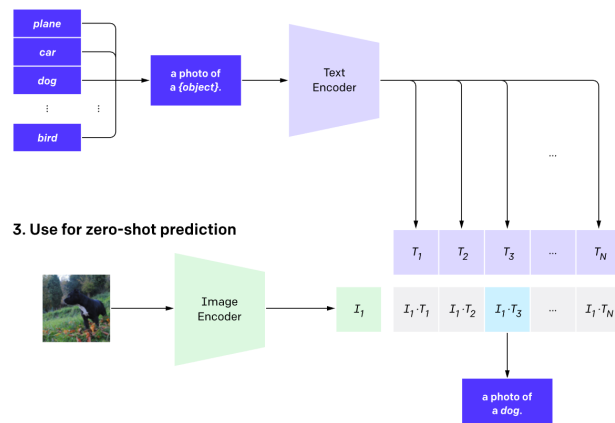 plane
car
dog
⋮ ⋮
bird
a photo of
a {object}.
Text
Encoder
...
3. Use for zero-shot prediction
T1 T2 T3 ... TN
Image
Encoder
I1
I1·T1 I1·T2 I1·T3 ... I1·TN
a photo of
a dog.